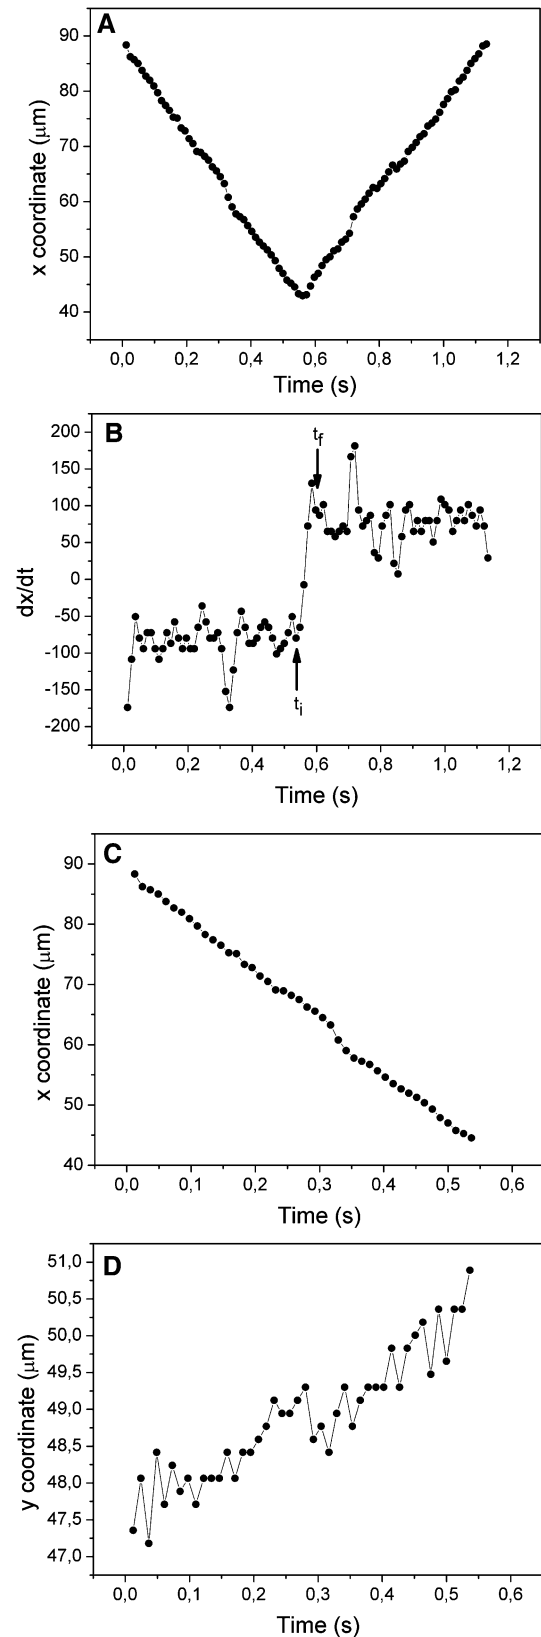 A
90
80
70
60
50
40
x coordinate (μm)
0,0 0,2 0,4 0,6 0,8 1,0 1,2
Time (s)
B
200
150
100
50
0
-50
-100
-150
-200
dx/dt
tf
ti
0,0 0,2 0,4 0,6 0,8 1,0 1,2
Time (s)
C
90
80
70
60
50
40
x coordinate (μm)
0,0 0,1 0,2 0,3 0,4 0,5 0,6
Time (s)
D
51,0
50,5
50,0
49,5
49,0
48,5
48,0
47,5
47,0
y coordinate (μm)
0,0 0,1 0,2 0,3 0,4 0,5 0,6
Time (s)